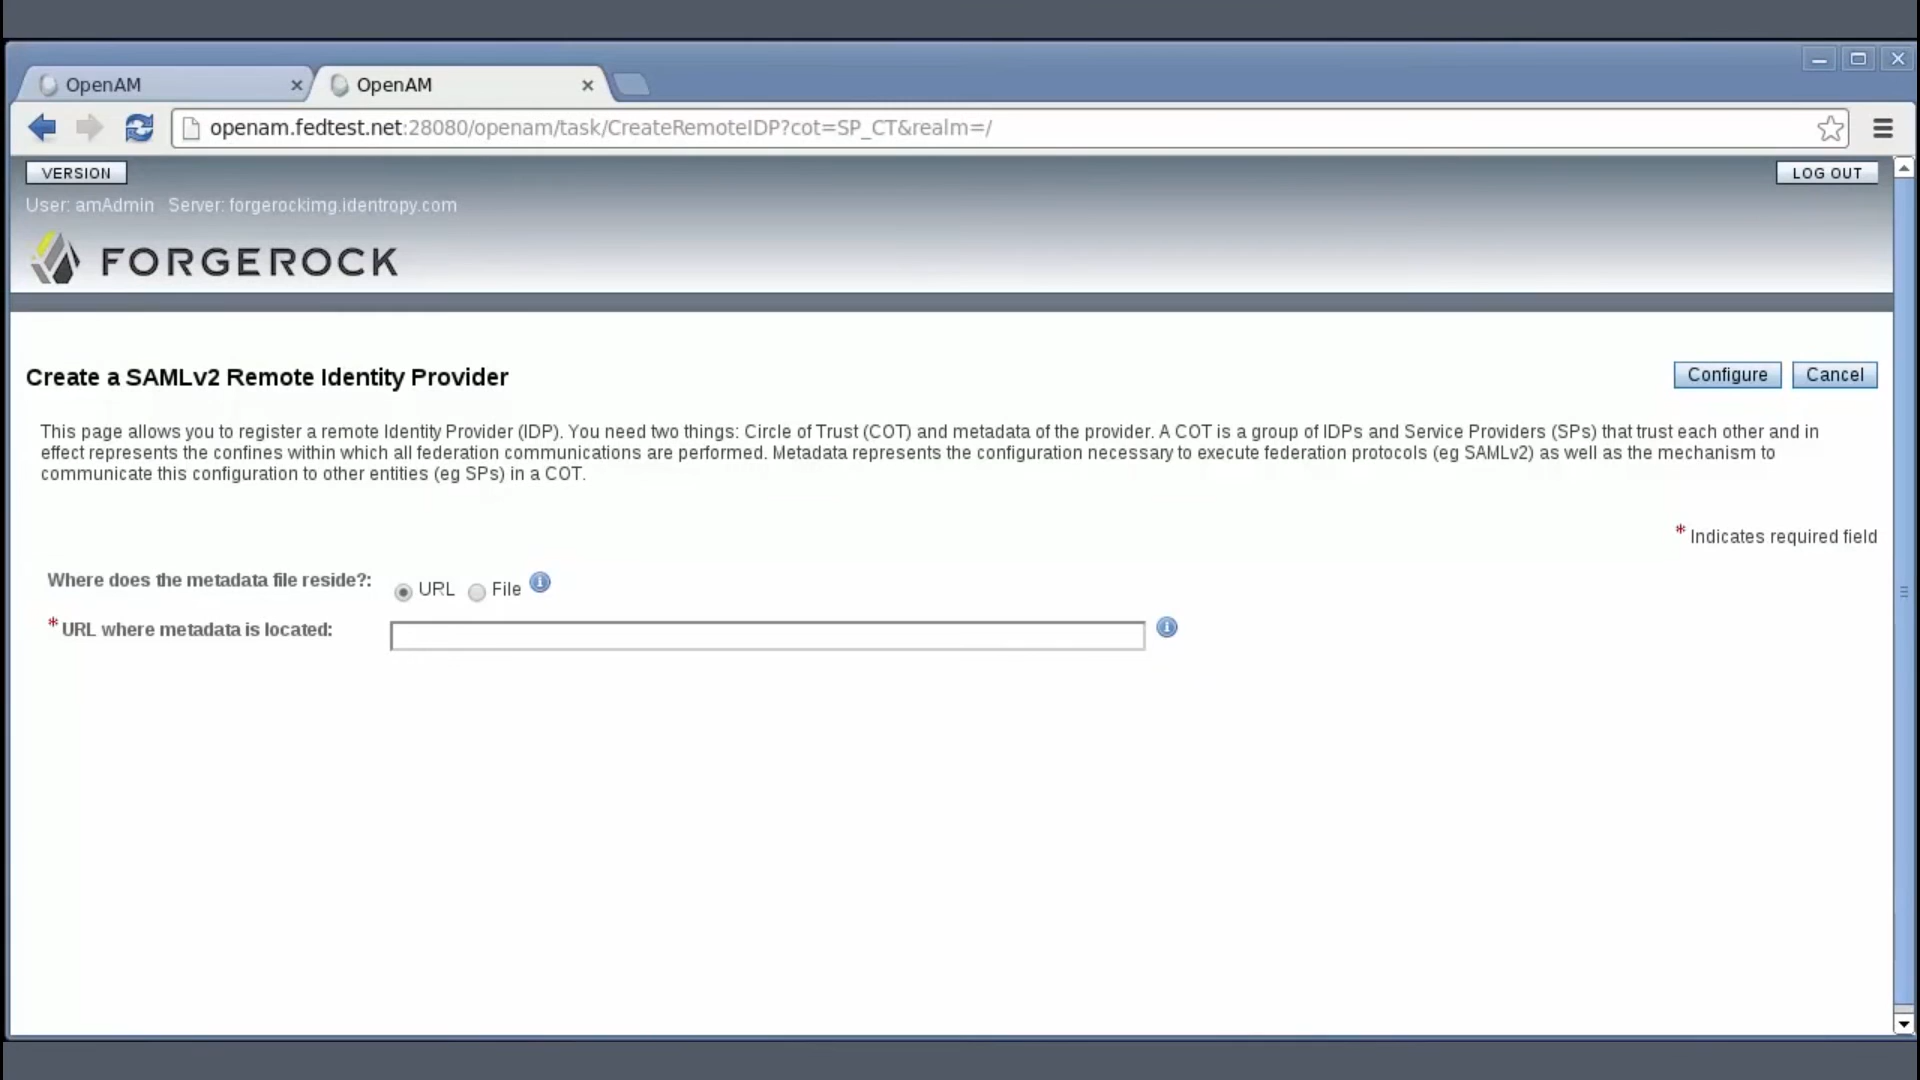 OpenAM
OpenAM
openam.fedtest.net:28080/openam/task/CreateRemoteIDP?cot=SP_CT&realm=/
VERSION
LOG OUT
User: amAdmin Server: forgerockimg.identropy.com
FORGEROCK
Create a SAMLv2 Remote Identity Provider
Configure
Cancel
This page allows you to register a remote Identity Provider (IDP). You need two things: Circle of Trust (COT) and metadata of the provider. A COT is a group of IDPs and Service Providers (SPs) that trust each other and in
effect represents the confines within which all federation communications are performed. Metadata represents the configuration necessary to execute federation protocols (eg SAMLv2) as well as the mechanism to
communicate this configuration to other entities (eg SPs) in a COT.
* Indicates required field
Where does the metadata file reside?: URL File
* URL where metadata is located: